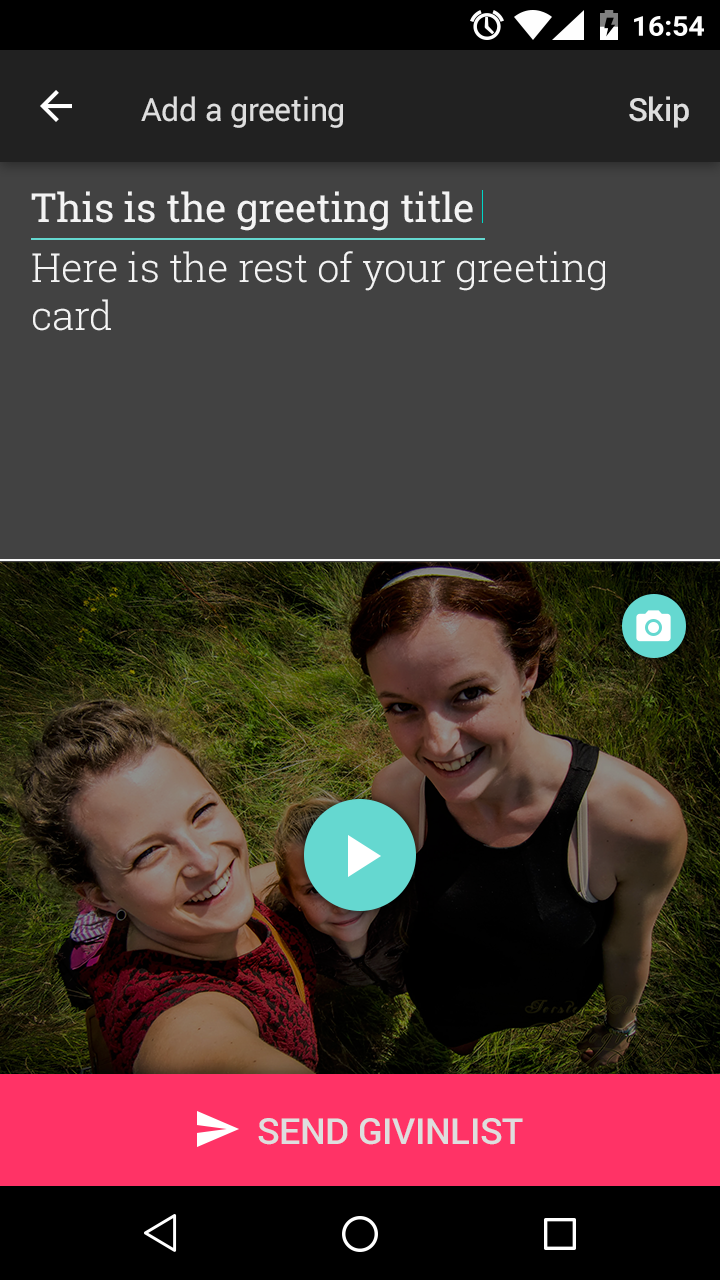 16:54
Add a greeting
Skip
This is the greeting title
Here is the rest of your greeting
card
SEND GIVINLIST